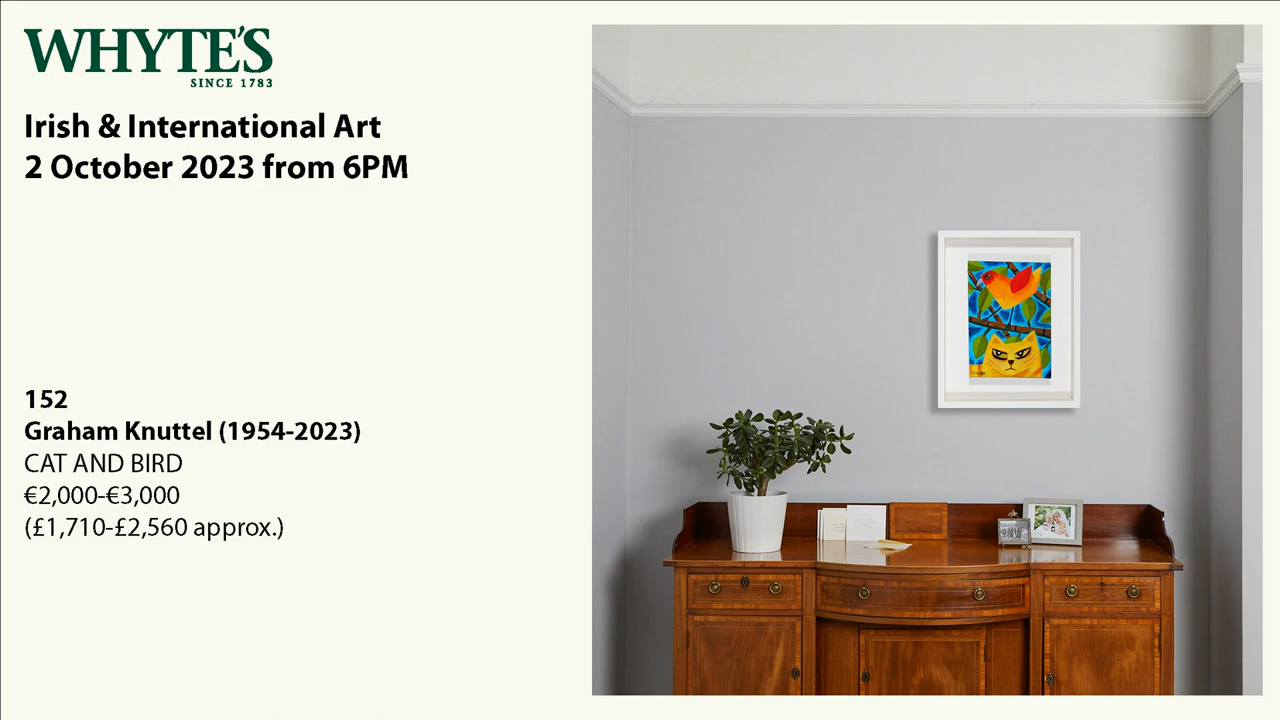 WHYTE'S
SINCE 1783
Irish & International Art
2 October 2023 from 6PM
152
Graham Knuttel (1954-2023)
CAT AND BIRD
€2,000-€3,000
(£1,710-£2,560 approx.)